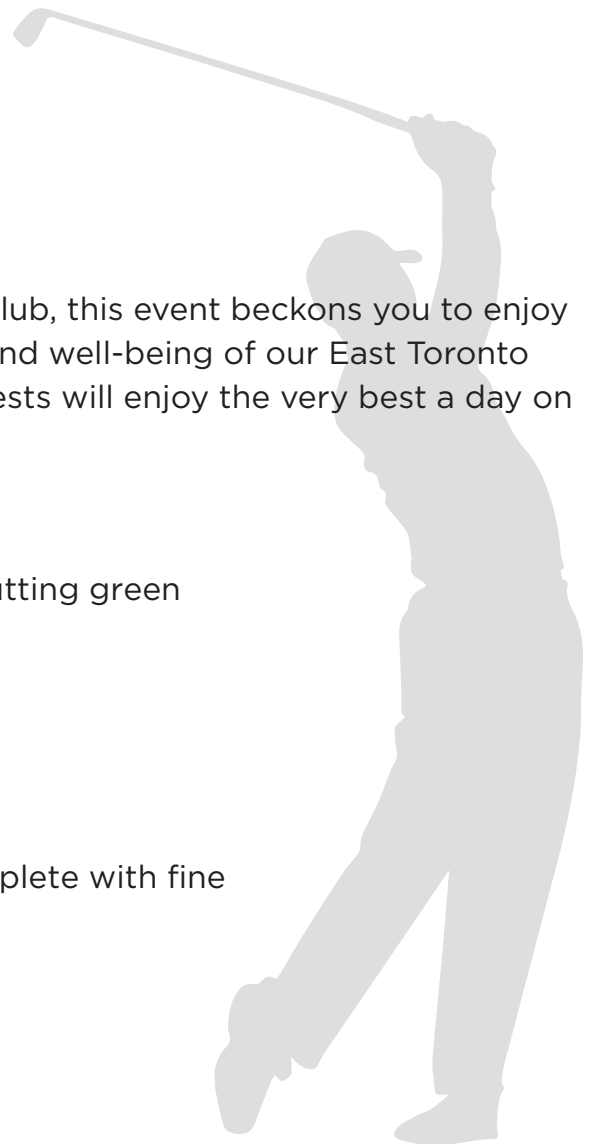 lub, this event beckons you to enjoy
nd well-being of our East Toronto
ests will enjoy the very best a day on
utting green
plete with fine